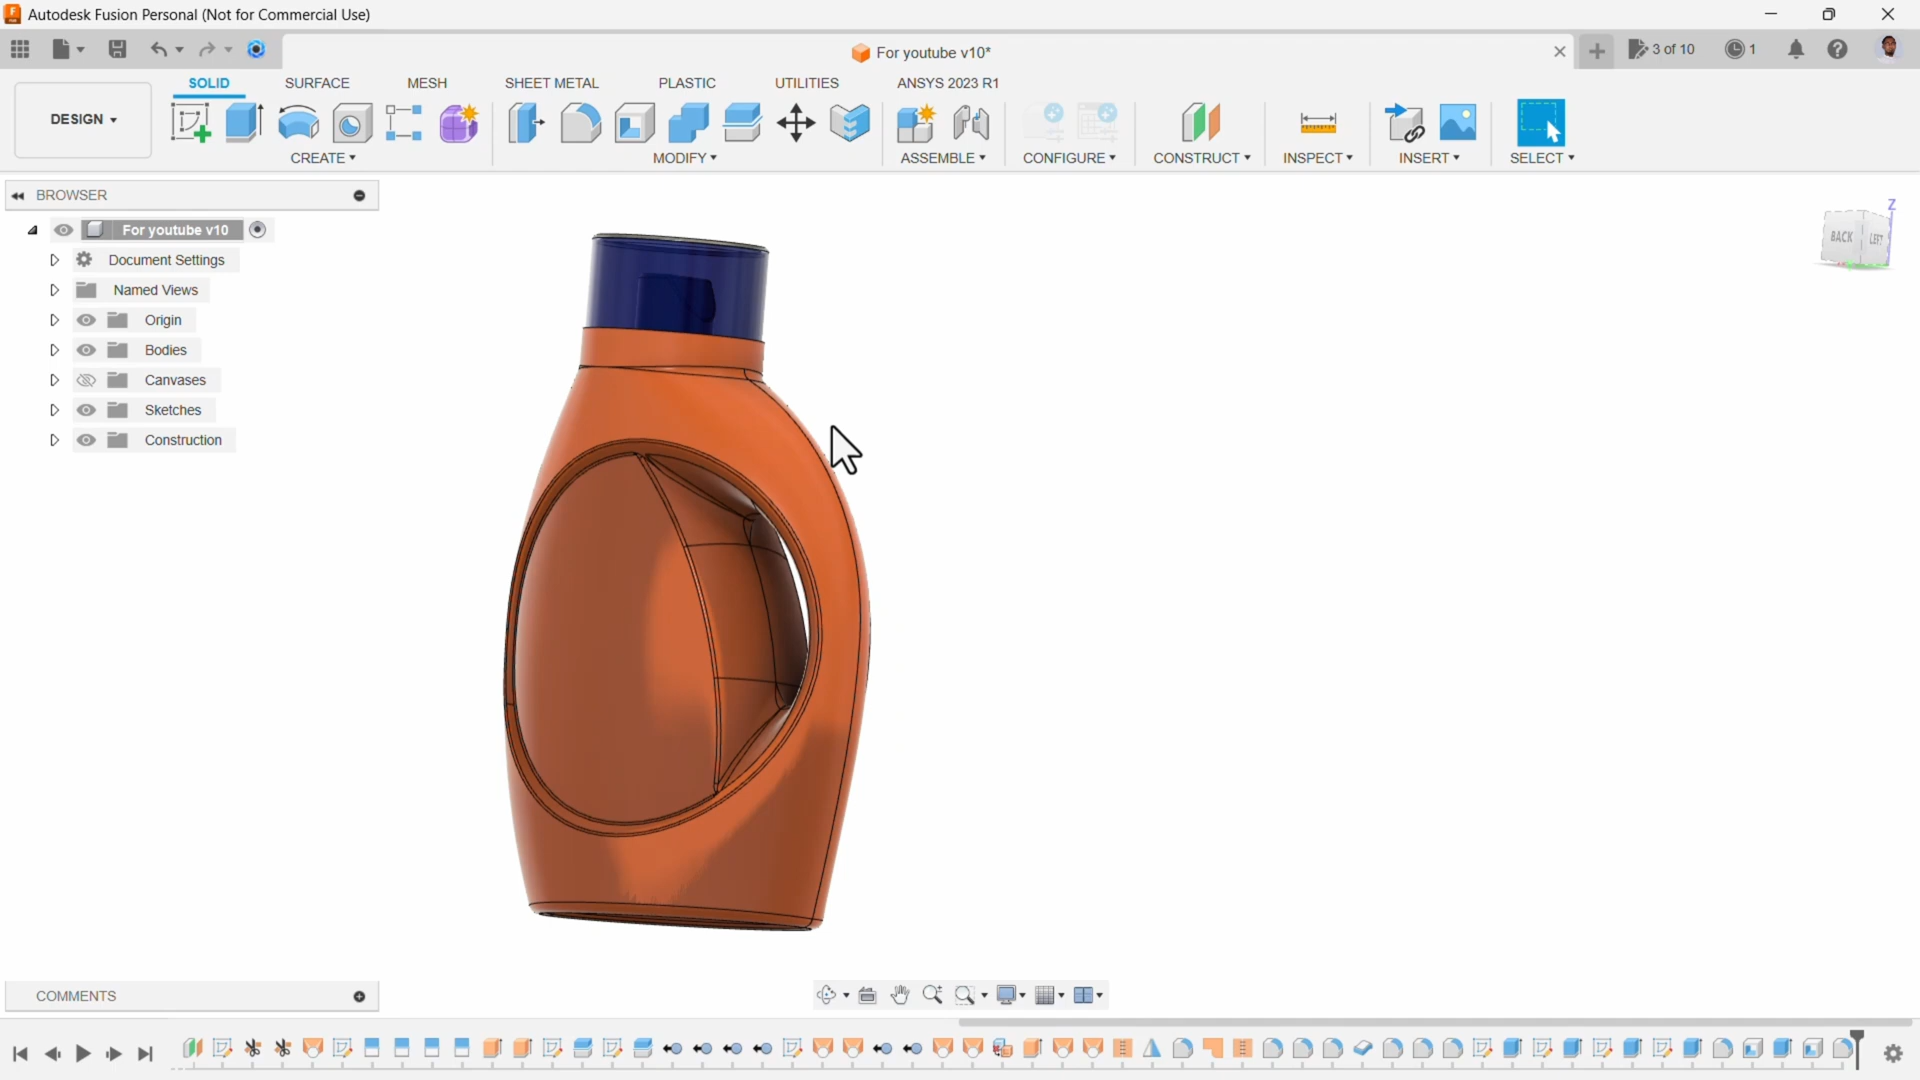 Autodesk Fusion Personal (Not for Commercial Use)
For youtube v10*
3 of 10
1
DESIGN
SOLID
SURFACE
MESH
SHEET METAL
PLASTIC
UTILITIES
ANSYS 2023 R1
CREATE
MODIFY
ASSEMBLE
CONFIGURE
CONSTRUCT
INSPECT
INSERT
SELECT
BROWSER
For youtube v10
Document Settings
Named Views
Origin
Bodies
Canvases
Sketches
Construction
Z
BACK
LEFT
COMMENTS